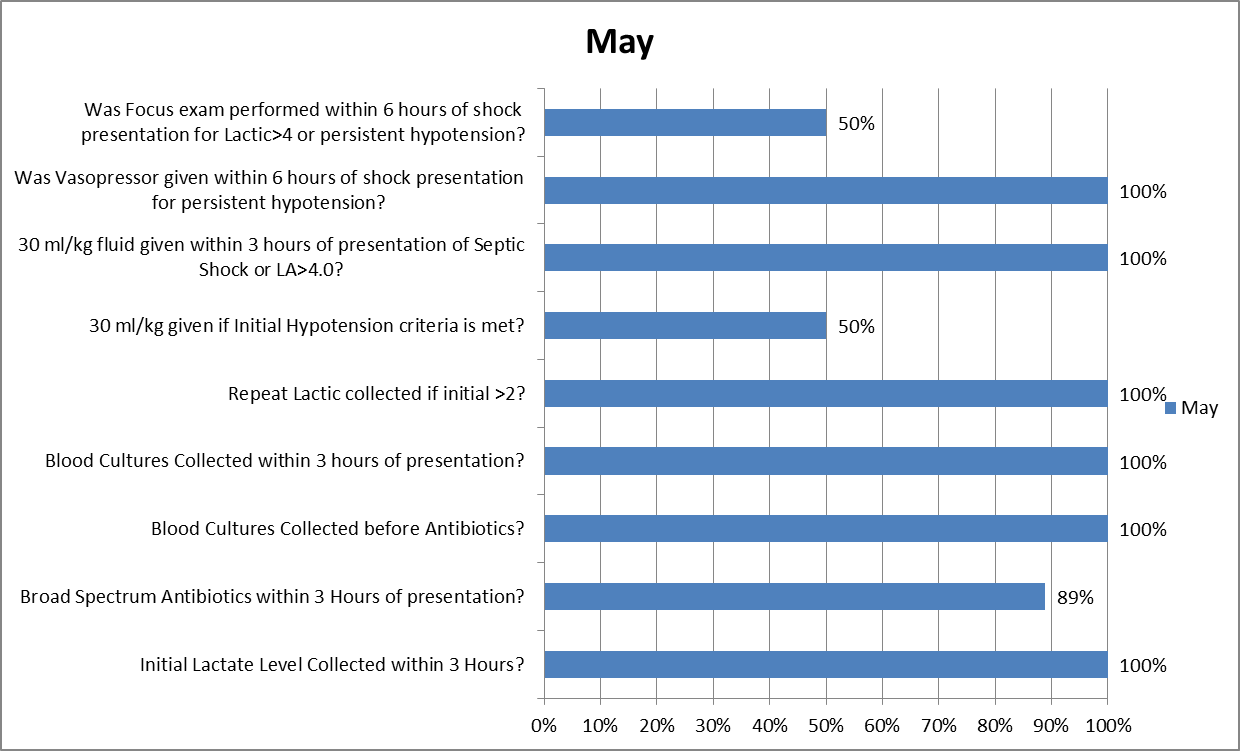 May
Was Focus exam performed within 6 hours of shock
presentation for Lactic>4 or persistent hypotension?
50%
Was Vasopressor given within 6 hours of shock presentation
for persistent hypotension?
100%
30 ml/kg fluid given within 3 hours of presentation of Septic
Shock or LA>4.0?
100%
30 ml/kg given if Initial Hypotension criteria is met?
50%
Repeat Lactic collected if initial >2?
100%
May
Blood Cultures Collected within 3 hours of presentation?
100%
Blood Cultures Collected before Antibiotics?
100%
Broad Spectrum Antibiotics within 3 Hours of presentation?
89%
Initial Lactate Level Collected within 3 Hours?
100%
0% 10% 20% 30% 40% 50% 60% 70% 80% 90% 100%